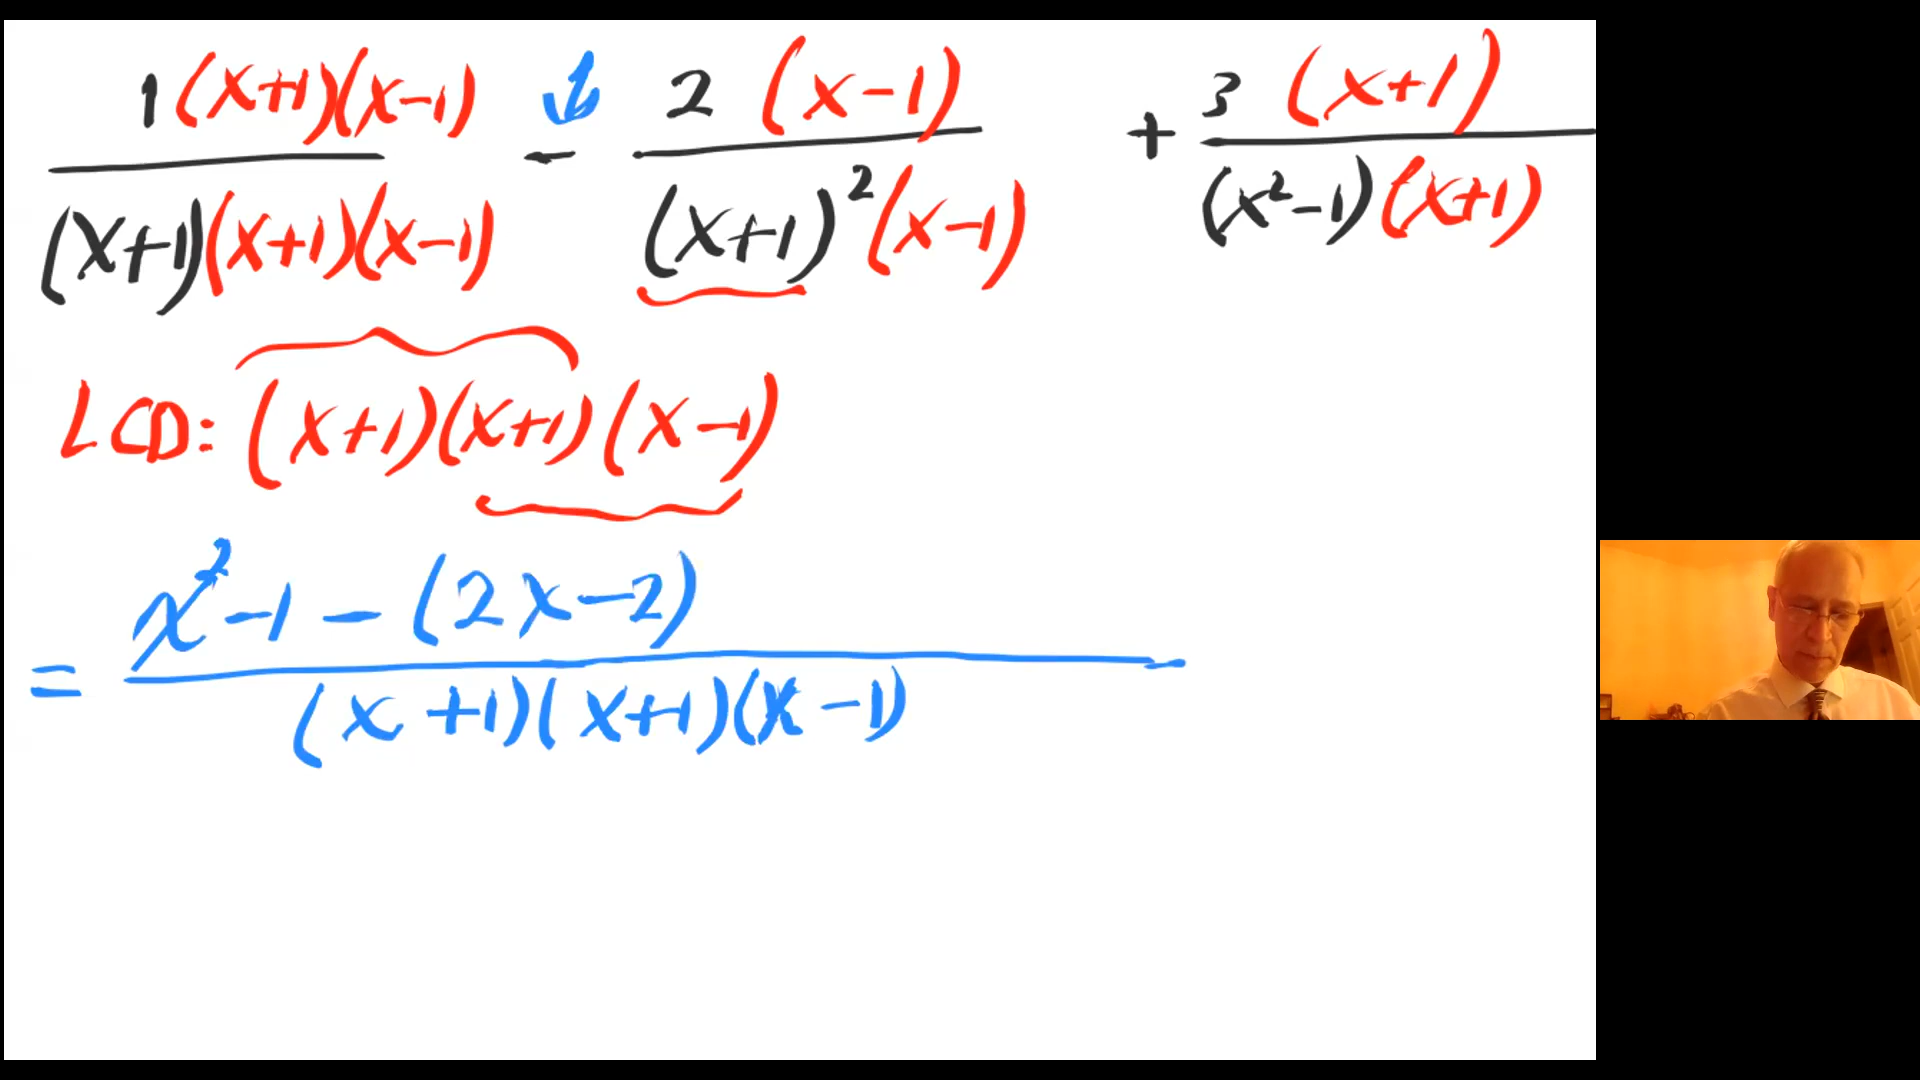 1(x+1)(x-1) 2 (x-1) 3 (x+1)
- +
(x+1)(x+1)(x-1) (x+1)²(x-1) (x²-1)(x+1)
LCD: (x+1)(x+1)(x-1)
x²-1-(2x-2)
=
(x+1)(x+1)(x-1)